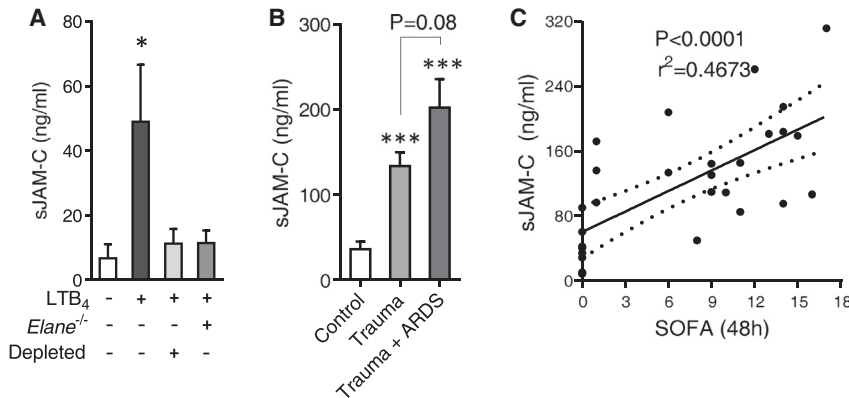 A
80
60
40
20
0
sJAM-C (ng/ml)
*
LTB4 - + + +
Elane-/- - - - +
Depleted - - + -
B
300
200
100
0
sJAM-C (ng/ml)
P=0.08
***
***
Control
Trauma
Trauma + ARDS
C
320
240
160
80
0
sJAM-C (ng/ml)
P<0.0001
r²=0.4673
0 3 6 9 12 15 18
SOFA (48h)